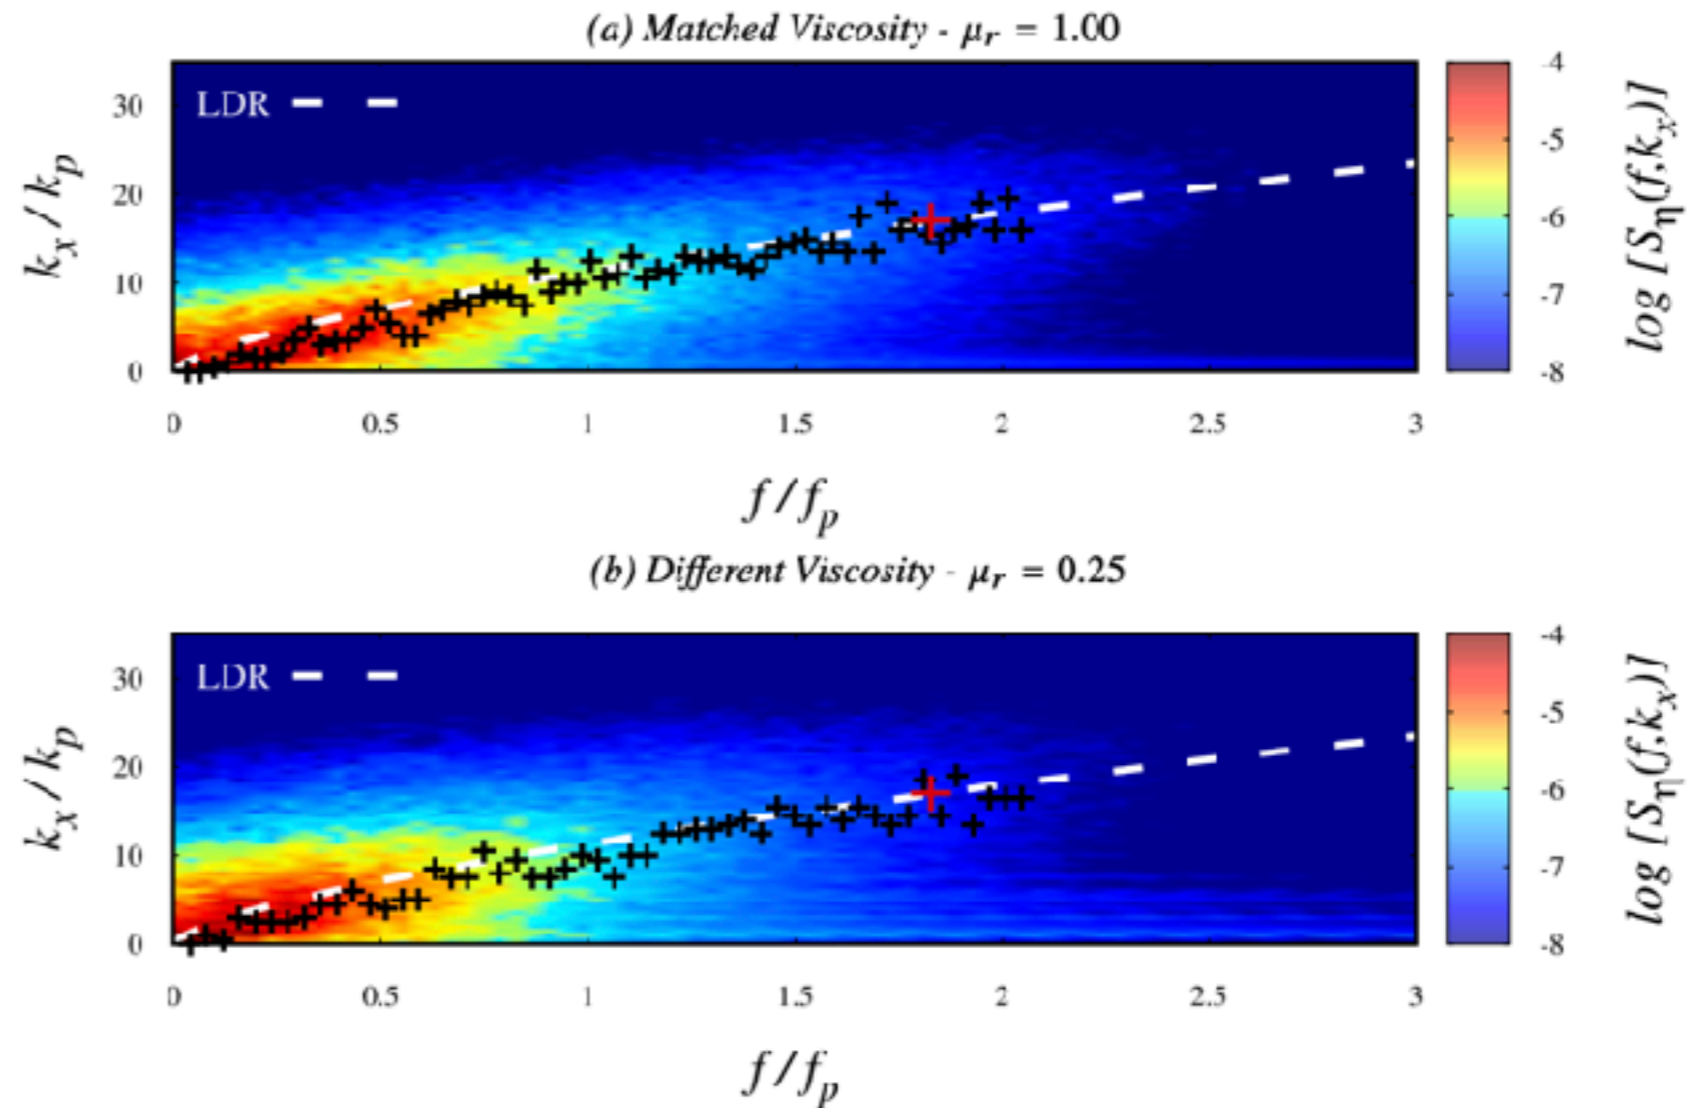 (a) Matched Viscosity - μr = 1.00
LDR
30
20
10
0
kx/kp
0 0.5 1 1.5 2 2.5 3
f/fp
-4
-5
-6
-7
-8
log [Sη(f,kx)]
(b) Different Viscosity - μr = 0.25
LDR
30
20
10
0
kx/kp
0 0.5 1 1.5 2 2.5 3
f/fp
-4
-5
-6
-7
-8
log [Sη(f,kx)]